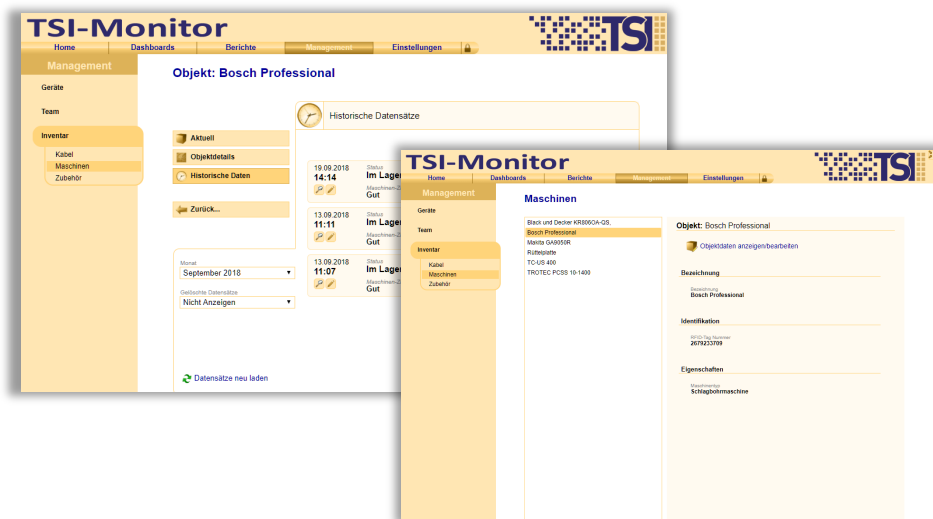 TSI-Monitor
TSI
Home Dashboards Berichte Management Einstellungen
Management
Geräte
Team
Inventar
Kabel
Maschinen
Zubehör
Objekt: Bosch Professional
Historische Datensätze
Aktuell
Objektdetails
Historische Daten
Zurück...
Monat
September 2018
Gelöschte Datensätze
Nicht Anzeigen
Datensätze neu laden
19.09.2018 Status
14:14 Im Lager
Maschinen-Z
Gut
13.09.2018 Status
11:11 Im Lager
Maschinen-Z
Gut
13.09.2018 Status
11:07 Im Lager
Maschinen-Z
Gut
TSI-Monitor
TSI
Home Dashboards Berichte Management Einstellungen
Management
Geräte
Team
Inventar
Kabel
Maschinen
Zubehör
Maschinen
Black und Decker KR806OA-QS,
Bosch Professional
Makita GA9050R
Rüttelplatte
TC-US 400
TROTEC PCSS 10-1400
Objekt: Bosch Professional
Objektdaten anzeigen/bearbeiten
Bezeichnung
Bezeichnung
Bosch Professional
Identifikation
RFID-Tag Nummer
2679233709
Eigenschaften
Maschinentyp
Schlagbohrmaschine